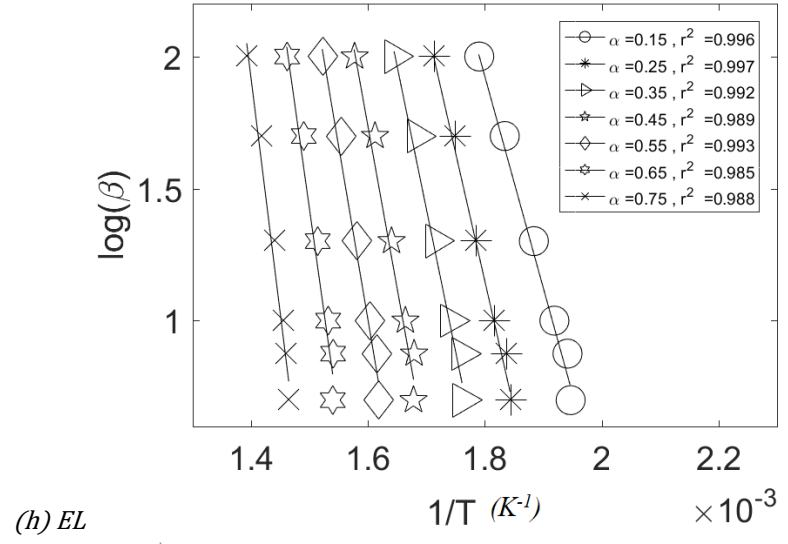 2
1.5
1
log(β)
α =0.15 , r² =0.996
α =0.25 , r² =0.997
α =0.35 , r² =0.992
α =0.45 , r² =0.989
α =0.55 , r² =0.993
α =0.65 , r² =0.985
α =0.75 , r² =0.988
1.4 1.6 1.8 2 2.2
1/T (K⁻¹) ×10⁻³
(h) EL